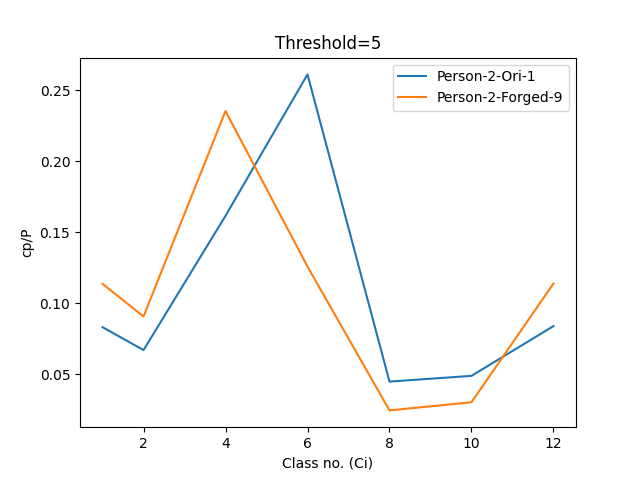 Threshold=5
Person-2-Ori-1
Person-2-Forged-9
cp/P
0.25
0.20
0.15
0.10
0.05
2 4 6 8 10 12
Class no. (Ci)